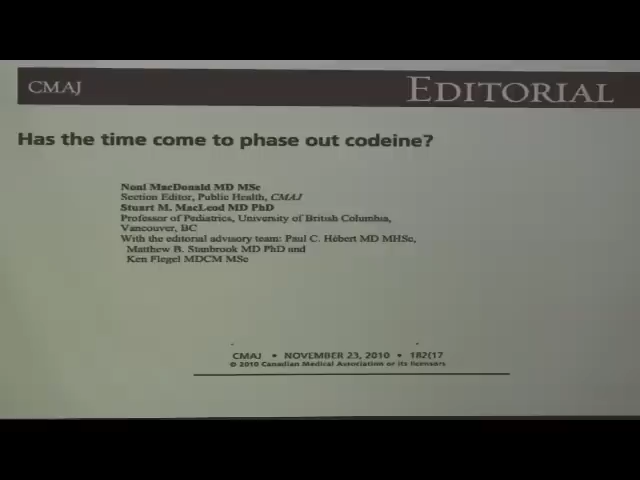 CMAJ
EDITORIAL
Has the time come to phase out codeine?
Noni MacDonald MD MSc
Section Editor, Public Health, CMAJ
Stuart M. MacLeod MD PhD
Professor of Pediatrics, University of British Columbia,
Vancouver, BC
With the editorial advisory team: Paul C. Hébert MD MHSc,
Matthew B. Stanbrook MD PhD and
Ken Flegel MDCM MSc
CMAJ • NOVEMBER 23, 2010 • 182(17
© 2010 Canadian Medical Association or its licensors